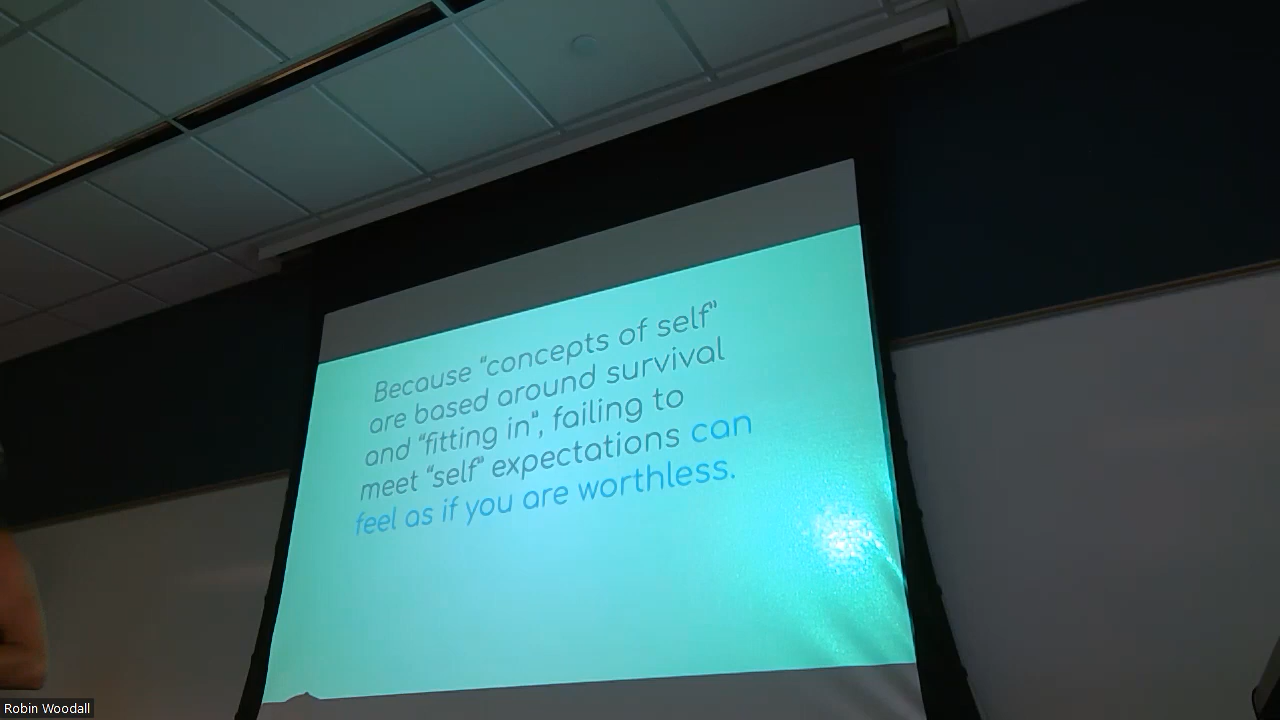 Because “concepts of self”
are based around survival
and “fitting in”, failing to
meet “self” expectations can
feel as if you are worthless.
Robin Woodall